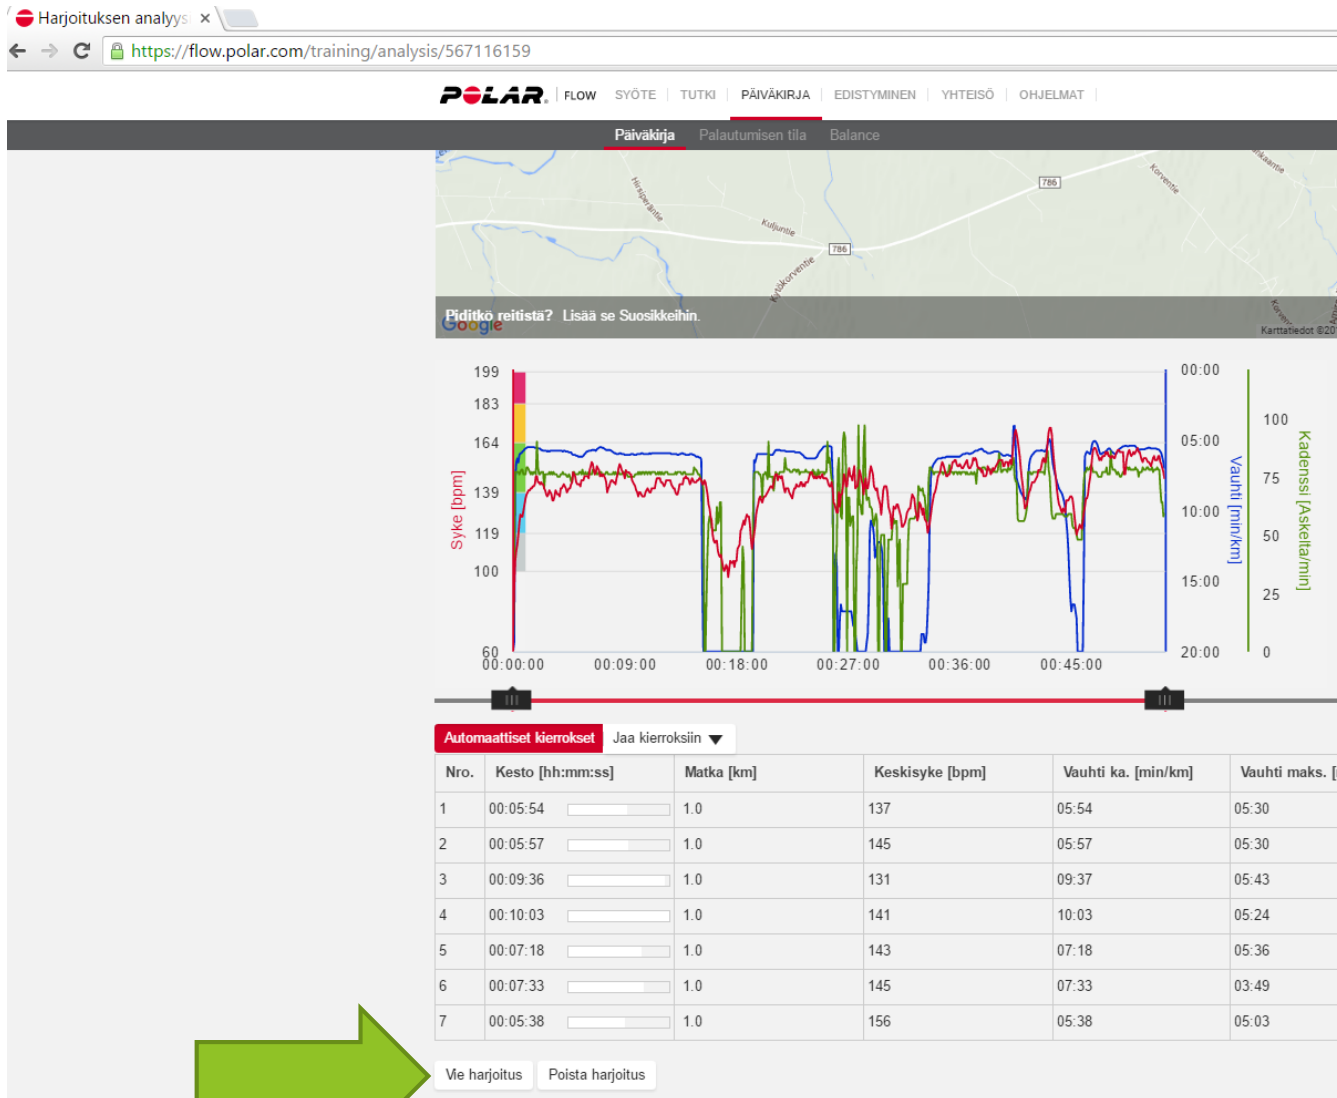 Harjoituksen analyys
https://flow.polar.com/training/analysis/567116159
POLAR. FLOW SYÖTE TUTKI PÄIVÄKIRJA EDISTYMINEN YHTEISÖ OHJELMAT
Päiväkirja Palautumisen tila Balance
Hirsiperäntie
Kuljuntie
Kytökorventie
Korventie
786
786
Piditkö reitistä? Lisää se Suosikkeihin.
Google
Karttatiedot ©20
Syke [bpm]
199
183
164
139
119
100
60
00:00:00 00:09:00 00:18:00 00:27:00 00:36:00 00:45:00
00:00
05:00
10:00
15:00
20:00
Vauhti [min/km]
100
75
50
25
0
Kadenssi [Askelta/min]
Automaattiset kierrokset Jaa kierroksiin
Nro. Kesto [hh:mm:ss] Matka [km] Keskisyke [bpm] Vauhti ka. [min/km] Vauhti maks. [
1 00:05:54 1.0 137 05:54 05:30
2 00:05:57 1.0 145 05:57 05:30
3 00:09:36 1.0 131 09:37 05:43
4 00:10:03 1.0 141 10:03 05:24
5 00:07:18 1.0 143 07:18 05:36
6 00:07:33 1.0 145 07:33 03:49
7 00:05:38 1.0 156 05:38 05:03
Vie harjoitus Poista harjoitus